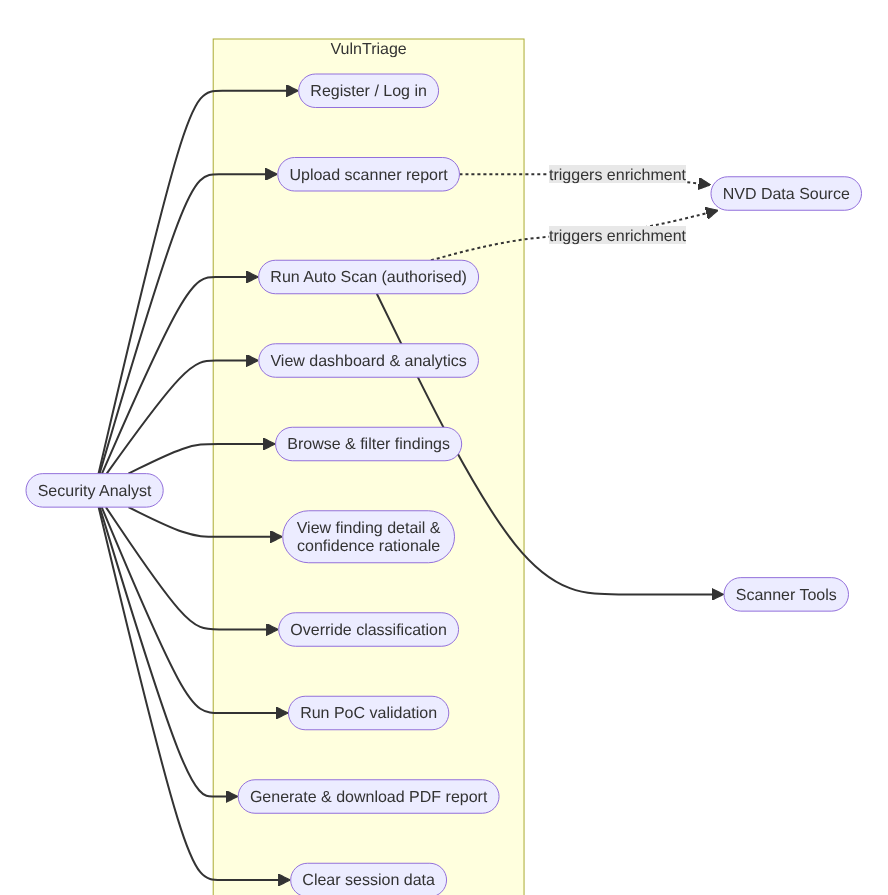 VulnTriage
Register / Log in
Upload scanner report
triggers enrichment
NVD Data Source
triggers enrichment
Run Auto Scan (authorised)
View dashboard & analytics
Browse & filter findings
Security Analyst
View finding detail &
confidence rationale
Scanner Tools
Override classification
Run PoC validation
Generate & download PDF report
Clear session data